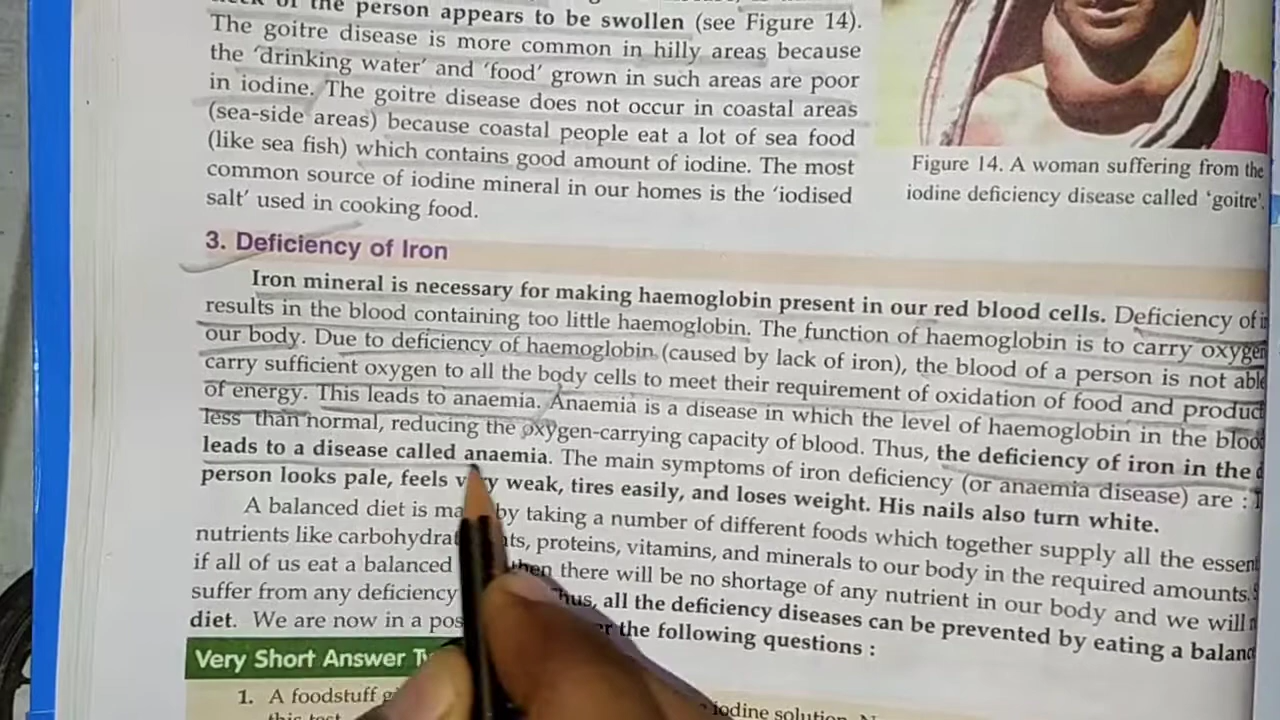 of the person appears to be swollen (see Figure 14).
The goitre disease is more common in hilly areas because
the 'drinking water' and 'food' grown in such areas are poor
in iodine. The goitre disease does not occur in coastal areas
(sea-side areas) because coastal people eat a lot of sea food
(like sea fish) which contains good amount of iodine. The most
common source of iodine mineral in our homes is the 'iodised
salt' used in cooking food.
Figure 14. A woman suffering from the
iodine deficiency disease called 'goitre'.
3. Deficiency of Iron
Iron mineral is necessary for making haemoglobin present in our red blood cells. Deficiency of
results in the blood containing too little haemoglobin. The function of haemoglobin is to carry oxygen
our body. Due to deficiency of haemoglobin (caused by lack of iron), the blood of a person is not able
carry sufficient oxygen to all the body cells to meet their requirement of oxidation of food and
of energy. This leads to anaemia. Anaemia is a disease in which the level of haemoglobin in the
less than normal, reducing the oxygen-carrying capacity of blood. Thus, the deficiency of iron in the
leads to a disease called anaemia. The main symptoms of iron deficiency (or anaemia disease) are :
person looks pale, feels weak, tires easily, and loses weight. His nails also turn white.
A balanced diet is by taking a number of different foods which together supply all the
nutrients like proteins, vitamins, and minerals to our body in the required amounts.
if all of us eat a balanced then there will be no shortage of any nutrient in our body and we will
suffer from any deficiency all the deficiency diseases can be prevented by eating a
diet. We are now in a the following questions :
Very Short Answer
1. A foodstuff iodine solution.
this test